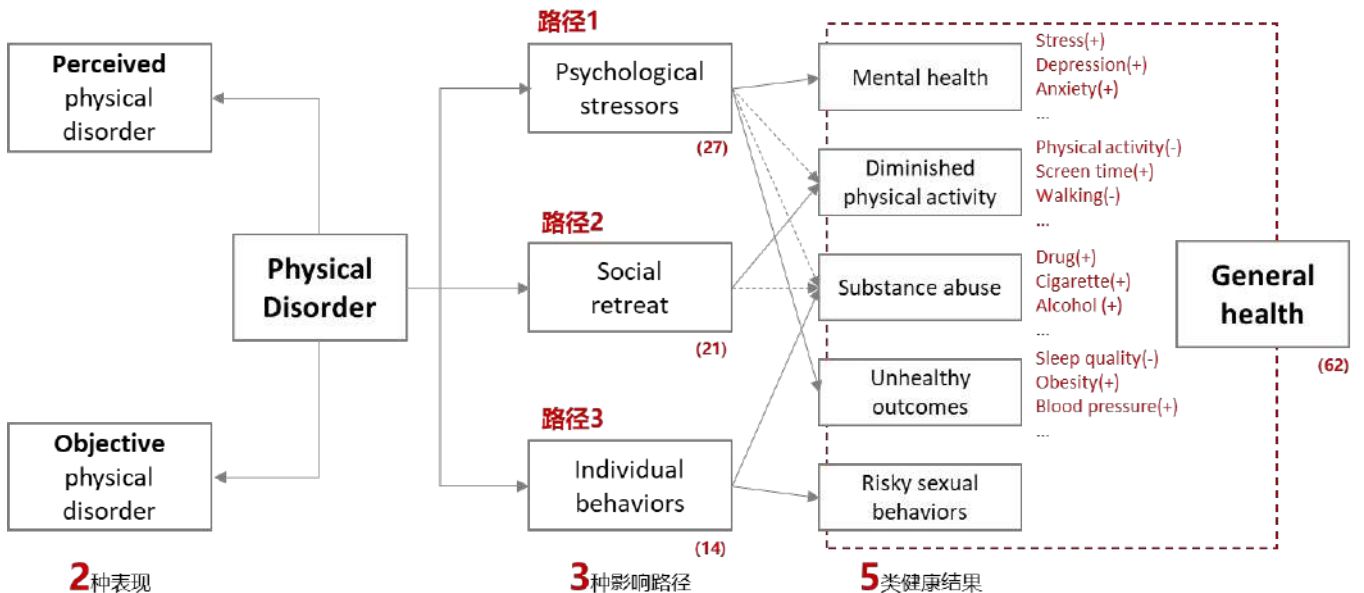 Perceived
physical
disorder
Physical
Disorder
Objective
physical
disorder
2种表现
路径1
Psychological
stressors
(27)
路径2
Social
retreat
(21)
路径3
Individual
behaviors
(14)
3种影响路径
Mental health
Stress(+)
Depression(+)
Anxiety(+)
...
Diminished
physical activity
Physical activity(-)
Screen time(+)
Walking(-)
...
Substance abuse
Drug(+)
Cigarette(+)
Alcohol (+)
...
Unhealthy
outcomes
Sleep quality(-)
Obesity(+)
Blood pressure(+)
...
Risky sexual
behaviors
5类健康结果
General
health
(62)